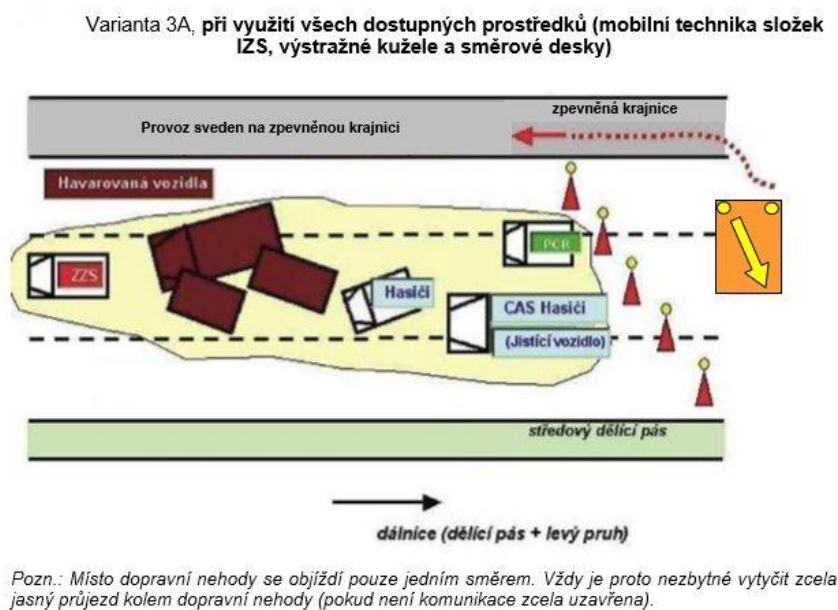 Varianta 3A, při využití všech dostupných prostředků (mobilní technika složek
IZS, výstražné kužele a směrové desky)
zpevněná krajnice
Provoz sveden na zpevněnou krajnici
Havarovaná vozidla
PČR
ZZS
Hasiči
CAS Hasiči
(Jistící vozidlo)
středový dělící pás
dálnice (dělící pás + levý pruh)
Pozn.: Místo dopravní nehody se objíždí pouze jedním směrem. Vždy je proto nezbytné vytyčit zcela
jasný průjezd kolem dopravní nehody (pokud není komunikace zcela uzavřena).